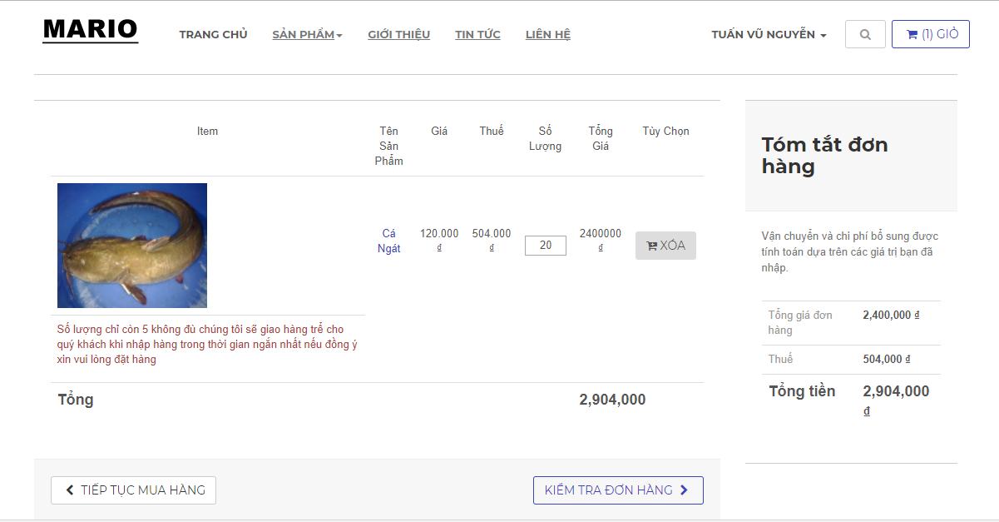 MARIO
TRANG CHỦ
SẢN PHẨM
GIỚI THIỆU
TIN TỨC
LIÊN HỆ
TUẤN VŨ NGUYỄN
(1) GIỎ
Item
Tên
Sản
Phẩm
Giá
Thuế
Số
Lượng
Tổng
Giá
Tùy Chọn
Cá
Ngát
120.000
₫
504.000
₫
20
2400000
₫
XÓA
Số lượng chỉ còn 5 không đủ chúng tôi sẽ giao hàng trể cho
quý khách khi nhập hàng trong thời gian ngắn nhất nếu đồng ý
xin vui lòng đặt hàng
Tổng
2,904,000
TIẾP TỤC MUA HÀNG
KIỂM TRA ĐƠN HÀNG
Tóm tắt đơn
hàng
Vận chuyển và chi phí bổ sung được
tính toán dựa trên các giá trị bạn đã
nhập.
Tổng giá đơn
hàng
2,400,000 ₫
Thuế
504,000 ₫
Tổng tiền
2,904,000
₫